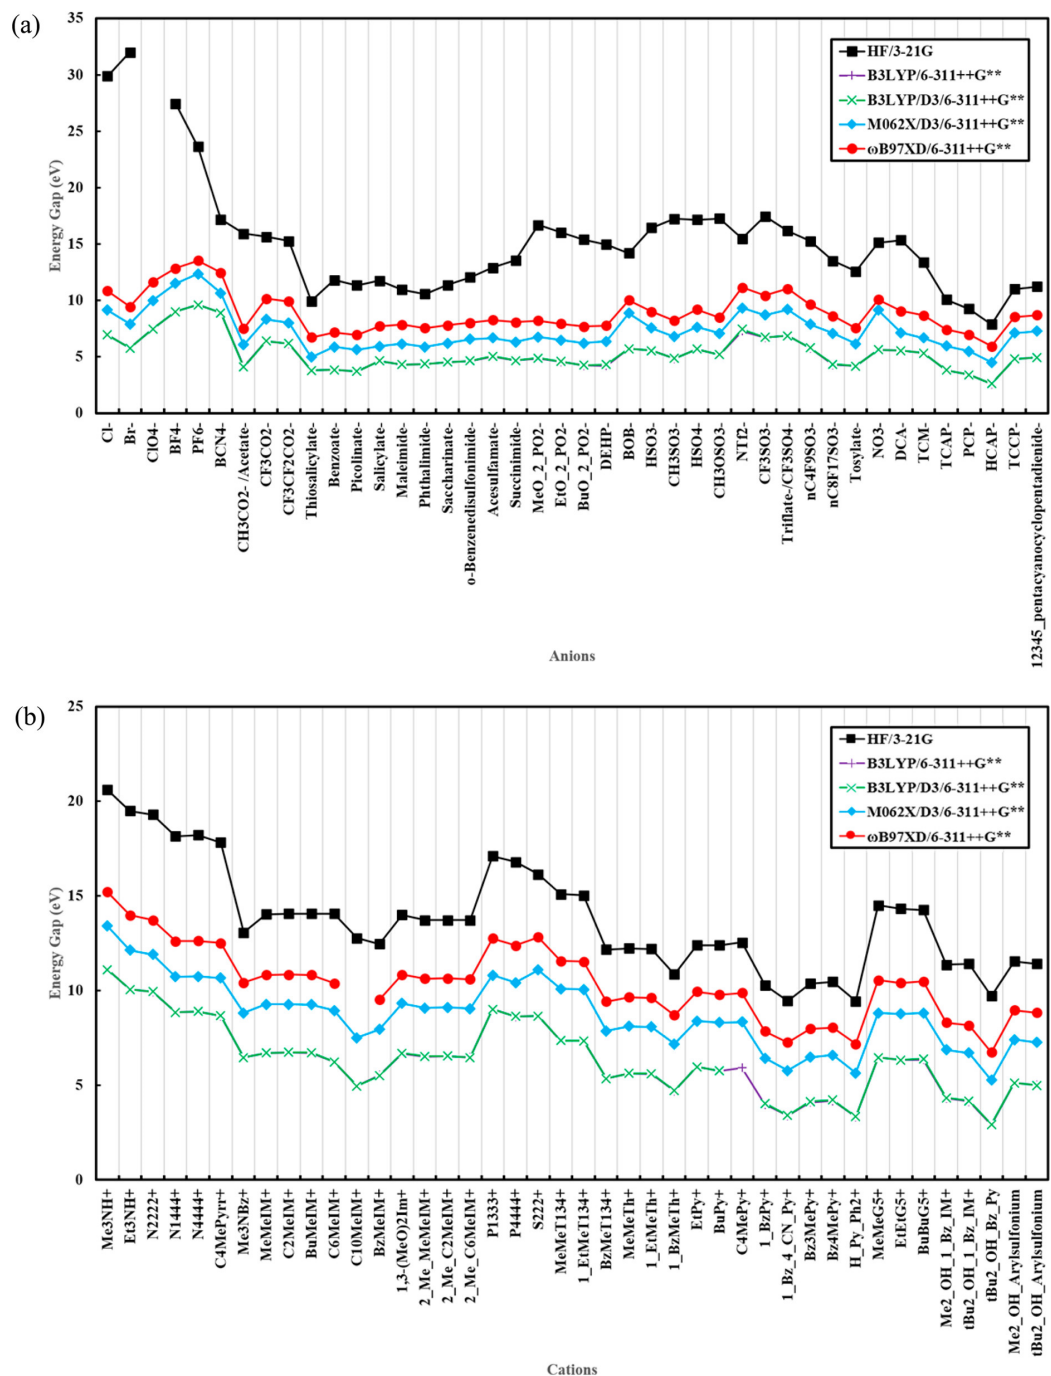 (a)
35
30
25
20
15
10
5
0
Energy Gap (eV)
HF/3-21G
B3LYP/6-311++G**
B3LYP/D3/6-311++G**
M062X/D3/6-311++G**
ωB97XD/6-311++G**
Cl-
Br-
ClO4-
BF4-
PF6-
BCN4-
CH3CO2- /Acetate-
CF3CO2-
CF3CF2CO2-
Thiosalicylate-
Benzoate-
Picolinate-
Salicylate-
Maleimide-
Phthalimide-
Saccharinate-
o-Benzenedisulfonimide-
Acesulfamate-
Succinimide-
MeO_2_PO2-
EtO_2_PO2-
BuO_2_PO2-
DEHP-
BOB-
HSO3-
CH3SO3-
HSO4-
CH3OSO3-
NTf2-
CF3SO3-
Triflate-/CF3SO4-
nC4F9SO3-
nC8F17SO3-
Tosylate-
NO3-
DCA-
TCM-
TCAP-
PCP-
HCAP-
TCCP-
12345_pentacyanocyclopentadienide-
Anions
(b)
25
20
15
10
5
0
Energy Gap (eV)
HF/3-21G
B3LYP/6-311++G**
B3LYP/D3/6-311++G**
M062X/D3/6-311++G**
ωB97XD/6-311++G**
Me3NH+
Et3NH+
N2222+
N1444+
N4444+
C4MePyrr+
Me3NBz+
MeMeIM+
C2MeIM+
BuMeIM+
C6MeIM+
C10MeIM+
BzMeIM+
1,3-(MeO)2Im+
2_Me_MeMeIM+
2_Me_C2MeIM+
2_Me_C6MeIM+
P1333+
P4444+
S222+
MeMeT134+
1_EtMeT134+
BzMeT134+
MeMeTh+
1_EtMeTh+
1_BzMeTh+
EtPy+
BuPy+
C4MePy+
1_BzPy+
1_Bz_4_CN_Py+
Bz3MePy+
Bz4MePy+
H_Py_Ph2+
MeMeG5+
EtEtG5+
BuBuG5+
Me2_OH_1_Bz_IM+
tBu2_OH_1_Bz_IM+
tBu2_OH_Bz_Py
Me2_OH_Arylsulfonium
tBu2_OH_Arylsulfonium
Cations